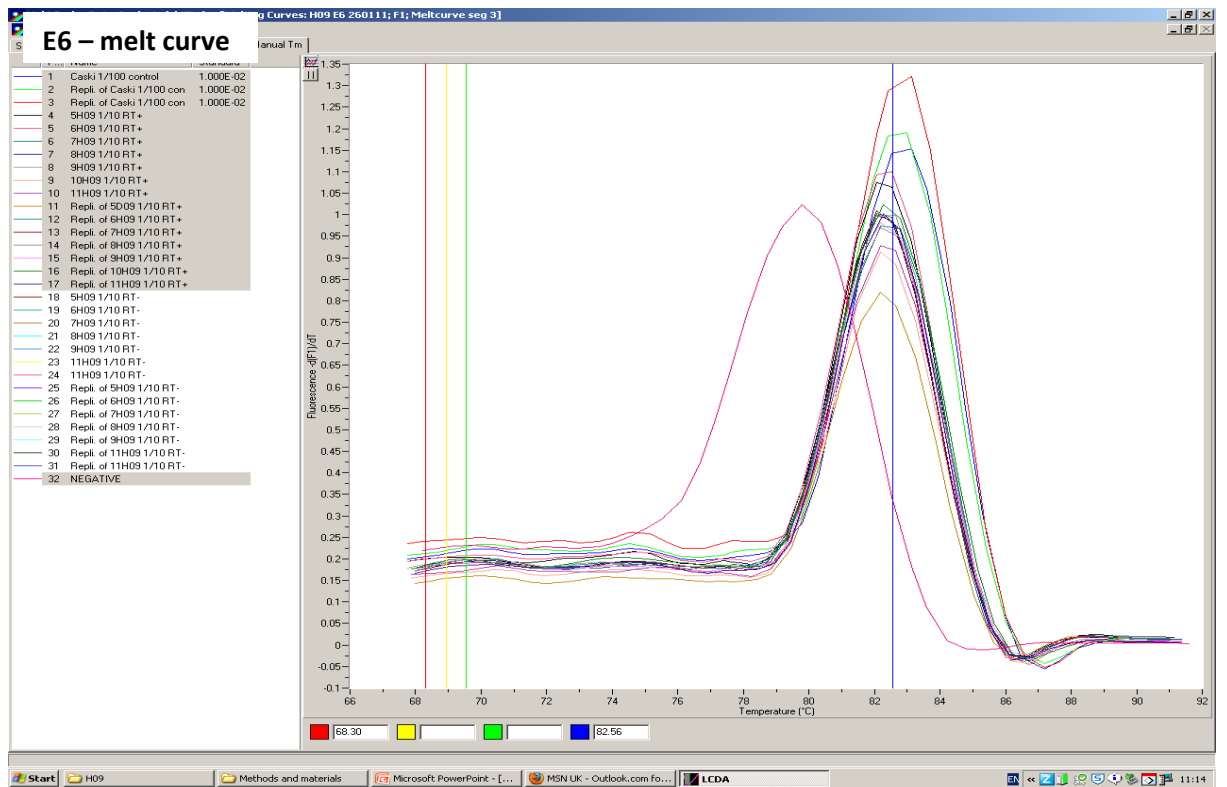 king Curves: H09 E6 260111; F1; Meltcurve seg 3]
E6 – melt curve
S
Manual Tm
Name Standard
1 Caski 1/100 control 1.000E-02
2 Repli. of Caski 1/100 con 1.000E-02
3 Repli. of Caski 1/100 con 1.000E-02
4 5H09 1/10 RT+
5 6H09 1/10 RT+
6 7H09 1/10 RT+
7 8H09 1/10 RT+
8 9H09 1/10 RT+
9 10H09 1/10 RT+
10 11H09 1/10 RT+
11 Repli. of 5D09 1/10 RT+
12 Repli. of 6H09 1/10 RT+
13 Repli. of 7H09 1/10 RT+
14 Repli. of 8H09 1/10 RT+
15 Repli. of 9H09 1/10 RT+
16 Repli. of 10H09 1/10 RT+
17 Repli. of 11H09 1/10 RT+
18 5H09 1/10 RT-
19 6H09 1/10 RT-
20 7H09 1/10 RT-
21 8H09 1/10 RT-
22 9H09 1/10 RT-
23 11H09 1/10 RT-
24 11H09 1/10 RT-
25 Repli. of 5H09 1/10 RT-
26 Repli. of 6H09 1/10 RT-
27 Repli. of 7H09 1/10 RT-
28 Repli. of 8H09 1/10 RT-
29 Repli. of 9H09 1/10 RT-
30 Repli. of 11H09 1/10 RT-
31 Repli. of 11H09 1/10 RT-
32 NEGATIVE
1.35
1.3
1.25
1.2
1.15
1.1
1.05
1
0.95
0.9
0.85
0.8
0.75
0.7
0.65
0.6
0.55
0.5
0.45
0.4
0.35
0.3
0.25
0.2
0.15
0.1
0.05
0
-0.05
-0.1
Fluorescence -d(F1)/dT
66 68 70 72 74 76 78 80 82 84 86 88 90 92
Temperature (°C)
68.30
82.56
Start
H09
Methods and materials
Microsoft PowerPoint - [...
MSN UK - Outlook.com fo...
LCDA
EN
11:14